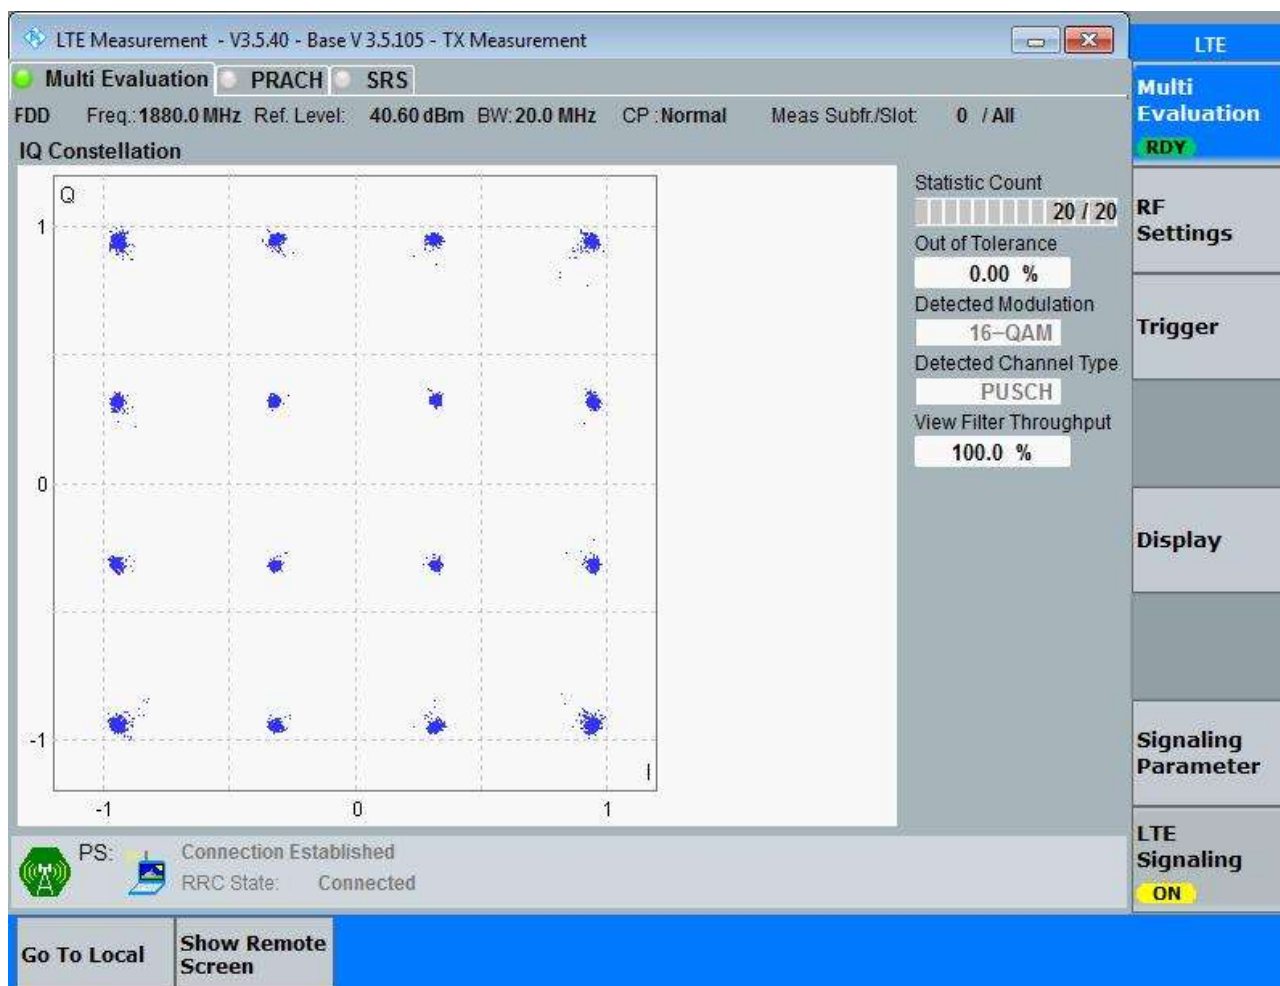 LTE Measurement - V3.5.40 - Base V 3.5.105 - TX Measurement
LTE
Multi Evaluation PRACH SRS
FDD Freq.: 1880.0 MHz Ref. Level: 40.60 dBm BW: 20.0 MHz CP : Normal Meas Subfr./Slot: 0 / All
IQ Constellation
Q
1
0
-1
-1 0 1
I
Statistic Count
20 / 20
Out of Tolerance
0.00 %
Detected Modulation
16-QAM
Detected Channel Type
PUSCH
View Filter Throughput
100.0 %
Multi
Evaluation
RDY
RF
Settings
Trigger
Display
Signaling
Parameter
LTE
Signaling
ON
PS: Connection Established
RRC State: Connected
Go To Local
Show Remote
Screen